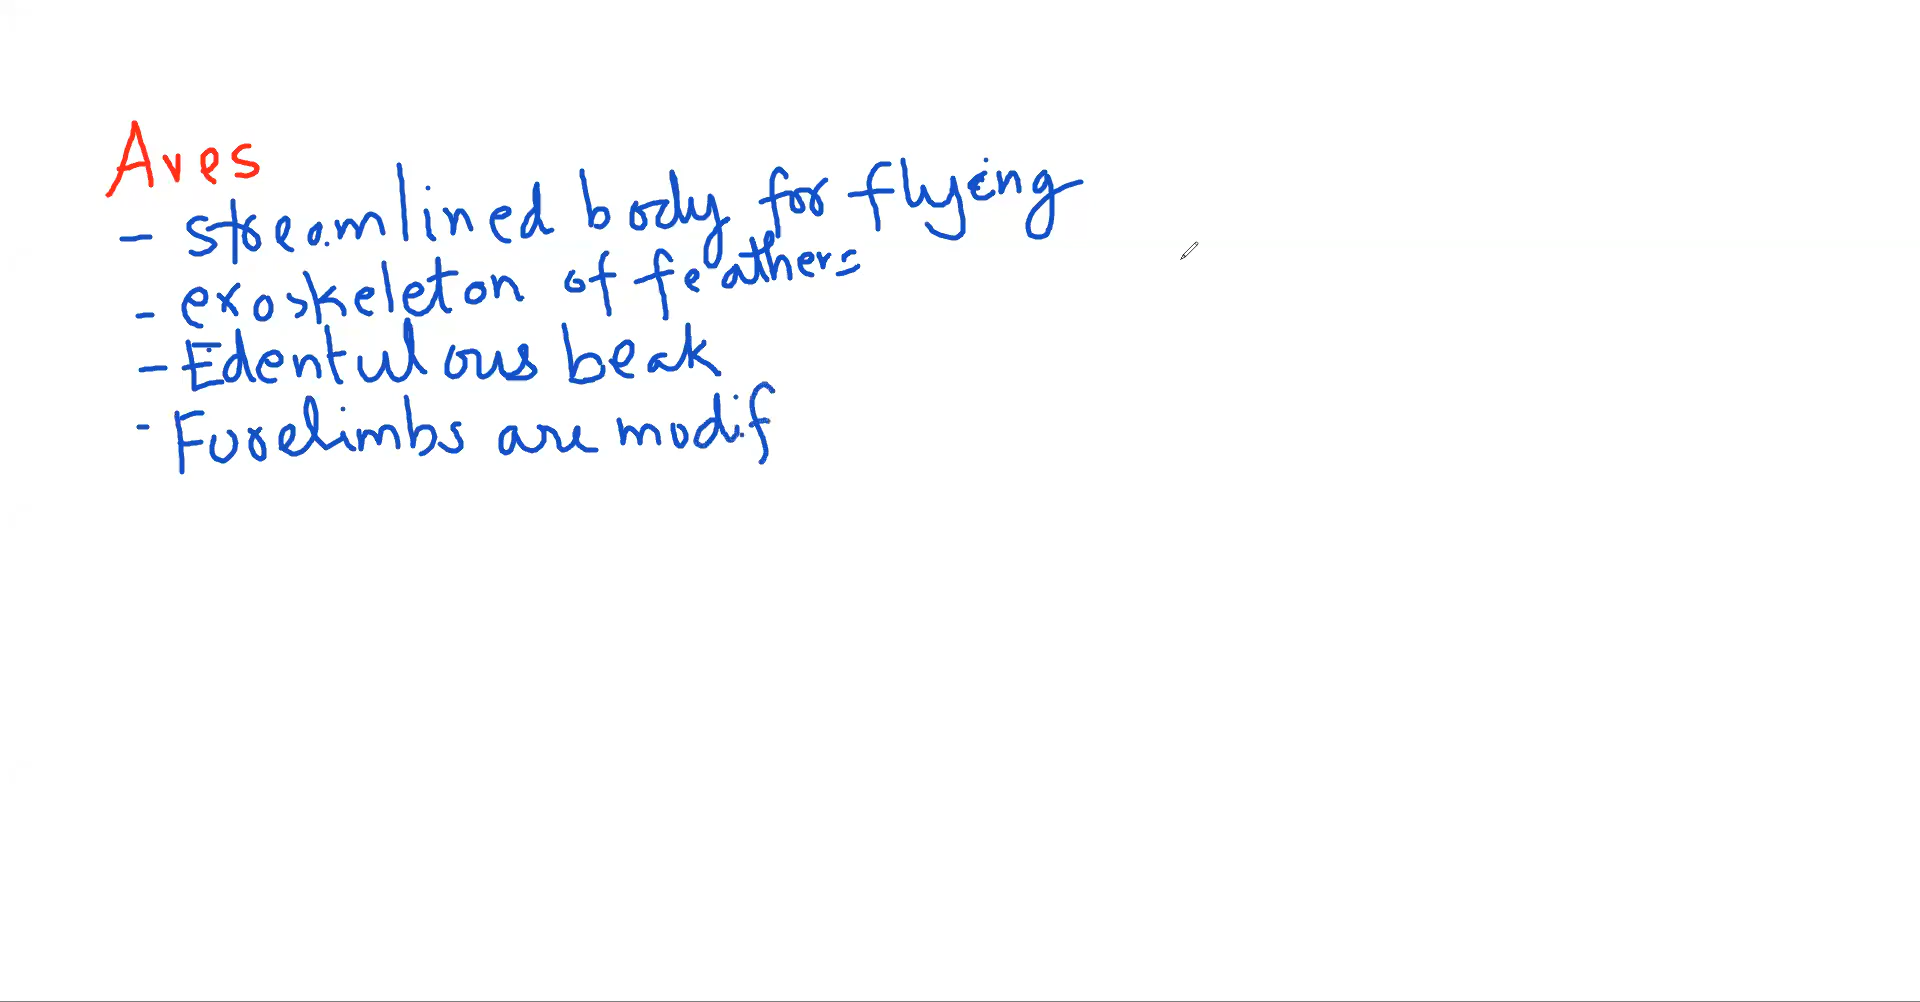 Aves
- streamlined body for flying
- exoskeleton of feathers
- Edentulous beak
- Forelimbs are modif